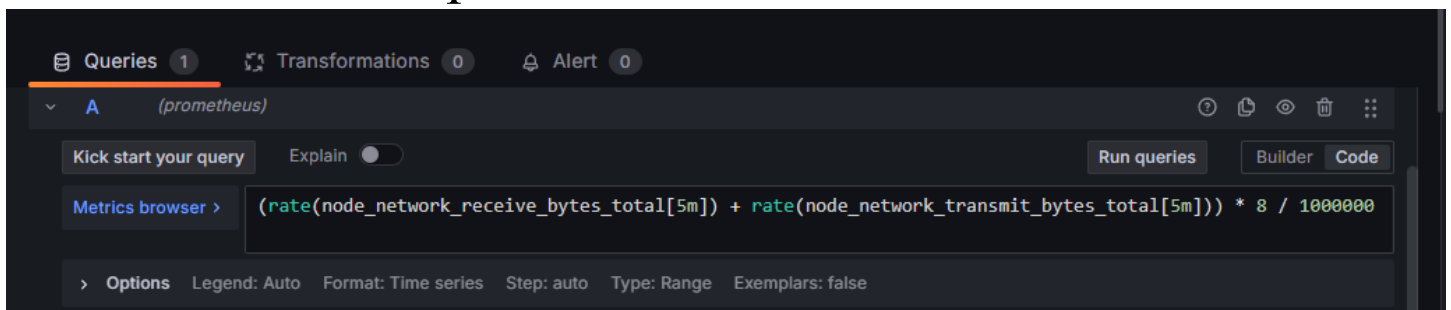 Queries 1 Transformations 0 Alert 0
A (prometheus)
Kick start your query Explain Run queries Builder Code
Metrics browser > (rate(node_network_receive_bytes_total[5m]) + rate(node_network_transmit_bytes_total[5m])) * 8 / 1000000
> Options Legend: Auto Format: Time series Step: auto Type: Range Exemplars: false